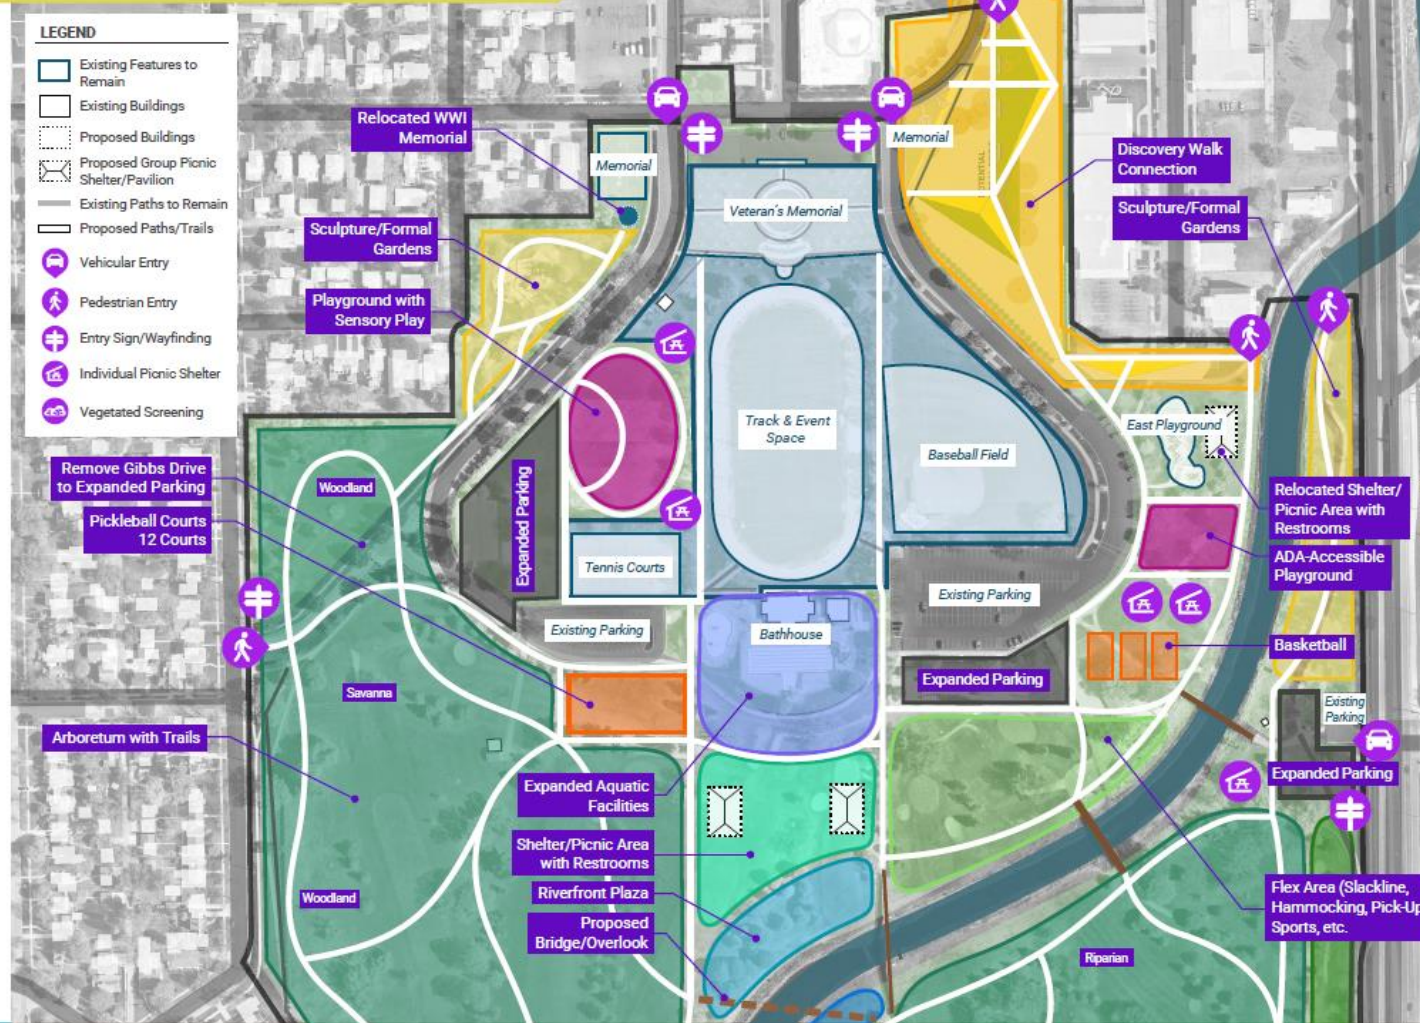 LEGEND
Existing Features to
Remain
Existing Buildings
Proposed Buildings
Proposed Group Picnic
Shelter/Pavilion
Existing Paths to Remain
Proposed Paths/Trails
Vehicular Entry
Pedestrian Entry
Entry Sign/Wayfinding
Individual Picnic Shelter
Vegetated Screening
Relocated WWI
Memorial
Memorial
Memorial
Discovery Walk
Connection
Veteran's Memorial
Sculpture/Formal
Gardens
Sculpture/Formal
Gardens
Playground with
Sensory Play
Track & Event
Space
East Playground
Baseball Field
Remove Gibbs Drive
to Expanded Parking
Woodland
Expanded Parking
Relocated Shelter/
Picnic Area with
Restrooms
Pickleball Courts
12 Courts
Tennis Courts
ADA-Accessible
Playground
Existing Parking
Existing Parking
Bathhouse
Basketball
Expanded Parking
Savanna
Existing
Parking
Arboretum with Trails
Expanded Parking
Expanded Aquatic
Facilities
Shelter/Picnic Area
with Restrooms
Riverfront Plaza
Woodland
Flex Area (Slackline,
Hammocking, Pick-Up
Sports, etc.
Proposed
Bridge/Overlook
Riparian